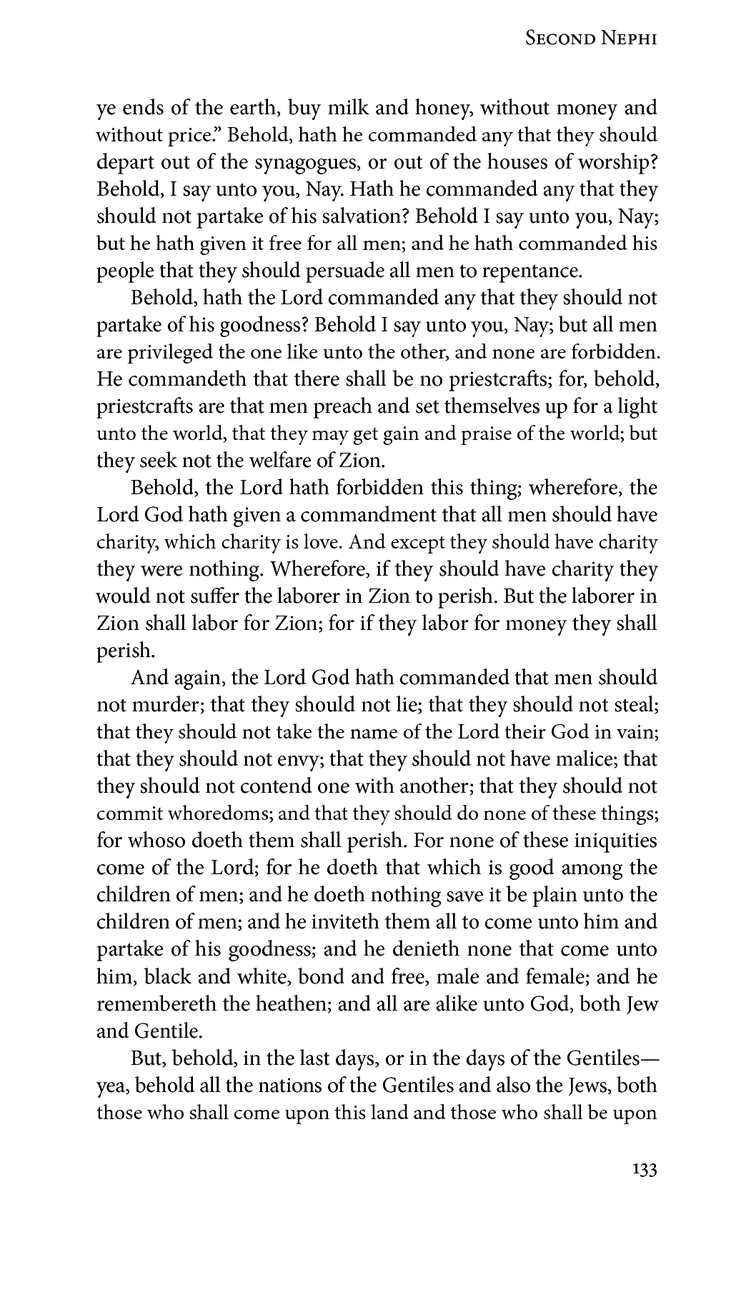 Second Nephi
ye ends of the earth, buy milk and honey, without money and
without price.” Behold, hath he commanded any that they should
depart out of the synagogues, or out of the houses of worship?
Behold, I say unto you, Nay. Hath he commanded any that they
should not partake of his salvation? Behold I say unto you, Nay;
but he hath given it free for all men; and he hath commanded his
people that they should persuade all men to repentance.
Behold, hath the Lord commanded any that they should not
partake of his goodness? Behold I say unto you, Nay; but all men
are privileged the one like unto the other, and none are forbidden.
He commandeth that there shall be no priestcrafts; for, behold,
priestcrafts are that men preach and set themselves up for a light
unto the world, that they may get gain and praise of the world; but
they seek not the welfare of Zion.
Behold, the Lord hath forbidden this thing; wherefore, the
Lord God hath given a commandment that all men should have
charity, which charity is love. And except they should have charity
they were nothing. Wherefore, if they should have charity they
would not suffer the laborer in Zion to perish. But the laborer in
Zion shall labor for Zion; for if they labor for money they shall
perish.
And again, the Lord God hath commanded that men should
not murder; that they should not lie; that they should not steal;
that they should not take the name of the Lord their God in vain;
that they should not envy; that they should not have malice; that
they should not contend one with another; that they should not
commit whoredoms; and that they should do none of these things;
for whoso doeth them shall perish. For none of these iniquities
come of the Lord; for he doeth that which is good among the
children of men; and he doeth nothing save it be plain unto the
children of men; and he inviteth them all to come unto him and
partake of his goodness; and he denieth none that come unto
him, black and white, bond and free, male and female; and he
remembereth the heathen; and all are alike unto God, both Jew
and Gentile.
But, behold, in the last days, or in the days of the Gentiles—
yea, behold all the nations of the Gentiles and also the Jews, both
those who shall come upon this land and those who shall be upon
133